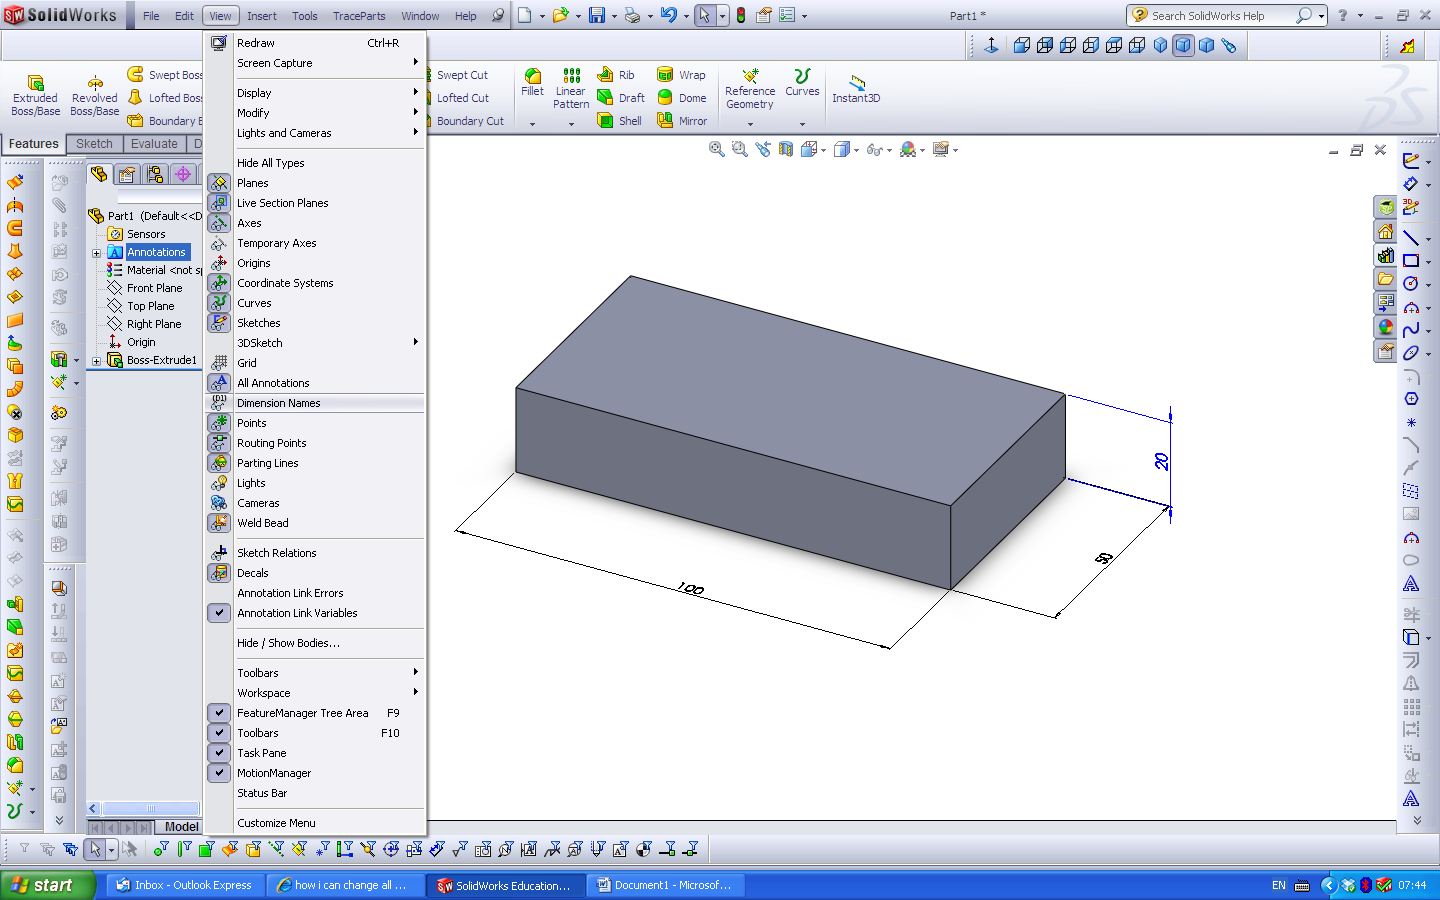 SolidWorks File Edit View Insert Tools TraceParts Window Help Part1 * Search SolidWorks Help
Extruded Boss/Base
Revolved Boss/Base
Swept Bos
Lofted Bos
Boundary B
Swept Cut
Lofted Cut
Boundary Cut
Fillet
Linear Pattern
Rib
Draft
Shell
Wrap
Dome
Mirror
Reference Geometry
Curves
Instant3D
Features Sketch Evaluate D
Part1 (Default<<D
Sensors
Annotations
Material <not sp
Front Plane
Top Plane
Right Plane
Origin
Boss-Extrude1
Redraw Ctrl+R
Screen Capture
Display
Modify
Lights and Cameras
Hide All Types
Planes
Live Section Planes
Axes
Temporary Axes
Origins
Coordinate Systems
Curves
Sketches
3DSketch
Grid
All Annotations
Dimension Names
Points
Routing Points
Parting Lines
Lights
Cameras
Weld Bead
Sketch Relations
Decals
Annotation Link Errors
Annotation Link Variables
Hide / Show Bodies...
Toolbars
Workspace
FeatureManager Tree Area F9
Toolbars F10
Task Pane
MotionManager
Status Bar
Customize Menu
20
100
Model
start Inbox - Outlook Express how i can change all ... SolidWorks Education... Document1 - Microsof... EN 07:44